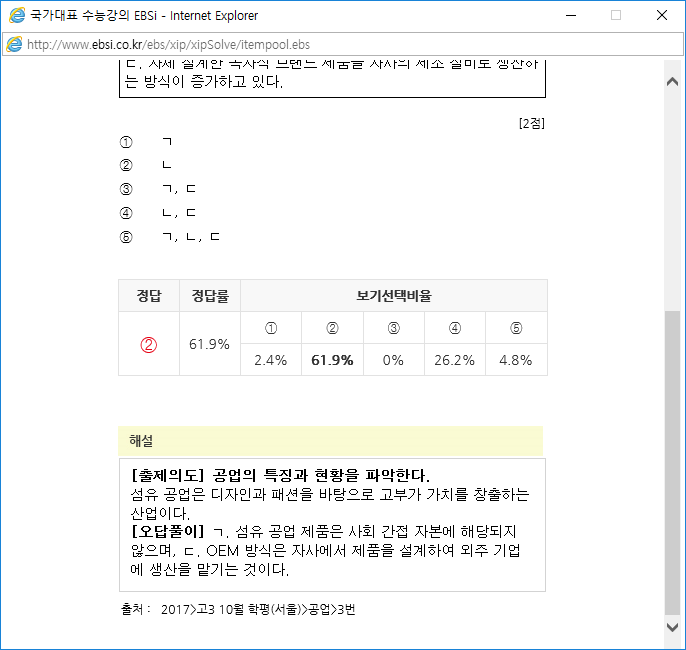 국가대표 수능강의 EBSi - Internet Explorer
http://www.ebsi.co.kr/ebs/xip/xipSolve/itempool.ebs
ㄷ. 자체 설계한 독자적 브랜드 제품을 자사의 제조 설비로 생산하
는 방식이 증가하고 있다.
[2점]
① ㄱ
② ㄴ
③ ㄱ, ㄷ
④ ㄴ, ㄷ
⑤ ㄱ, ㄴ, ㄷ
정답 정답률 보기선택비율
① ② ③ ④ ⑤
② 61.9%
2.4% 61.9% 0% 26.2% 4.8%
해설
[출제의도] 공업의 특징과 현황을 파악한다.
섬유 공업은 디자인과 패션을 바탕으로 고부가 가치를 창출하는
산업이다.
[오답풀이] ㄱ. 섬유 공업 제품은 사회 간접 자본에 해당되지
않으며, ㄷ. OEM 방식은 자사에서 제품을 설계하여 외주 기업
에 생산을 맡기는 것이다.
출처 : 2017>고3 10월 학평(서울)>공업>3번